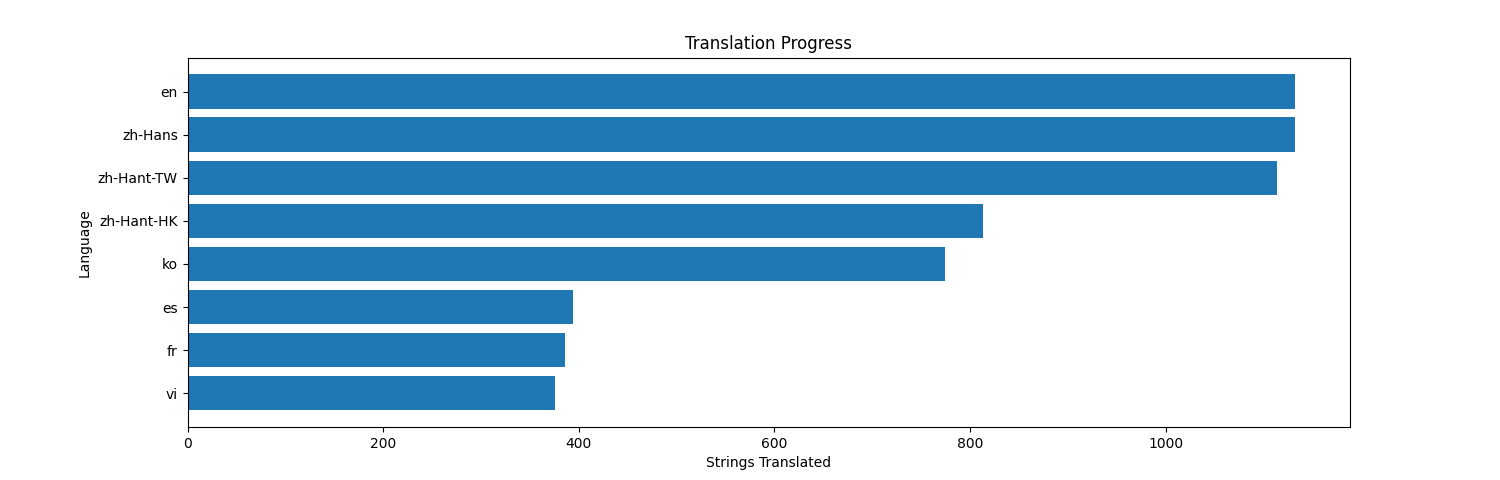 Translation Progress
en
zh-Hans
zh-Hant-TW
zh-Hant-HK
ko
es
fr
vi
Language
0 200 400 600 800 1000
Strings Translated